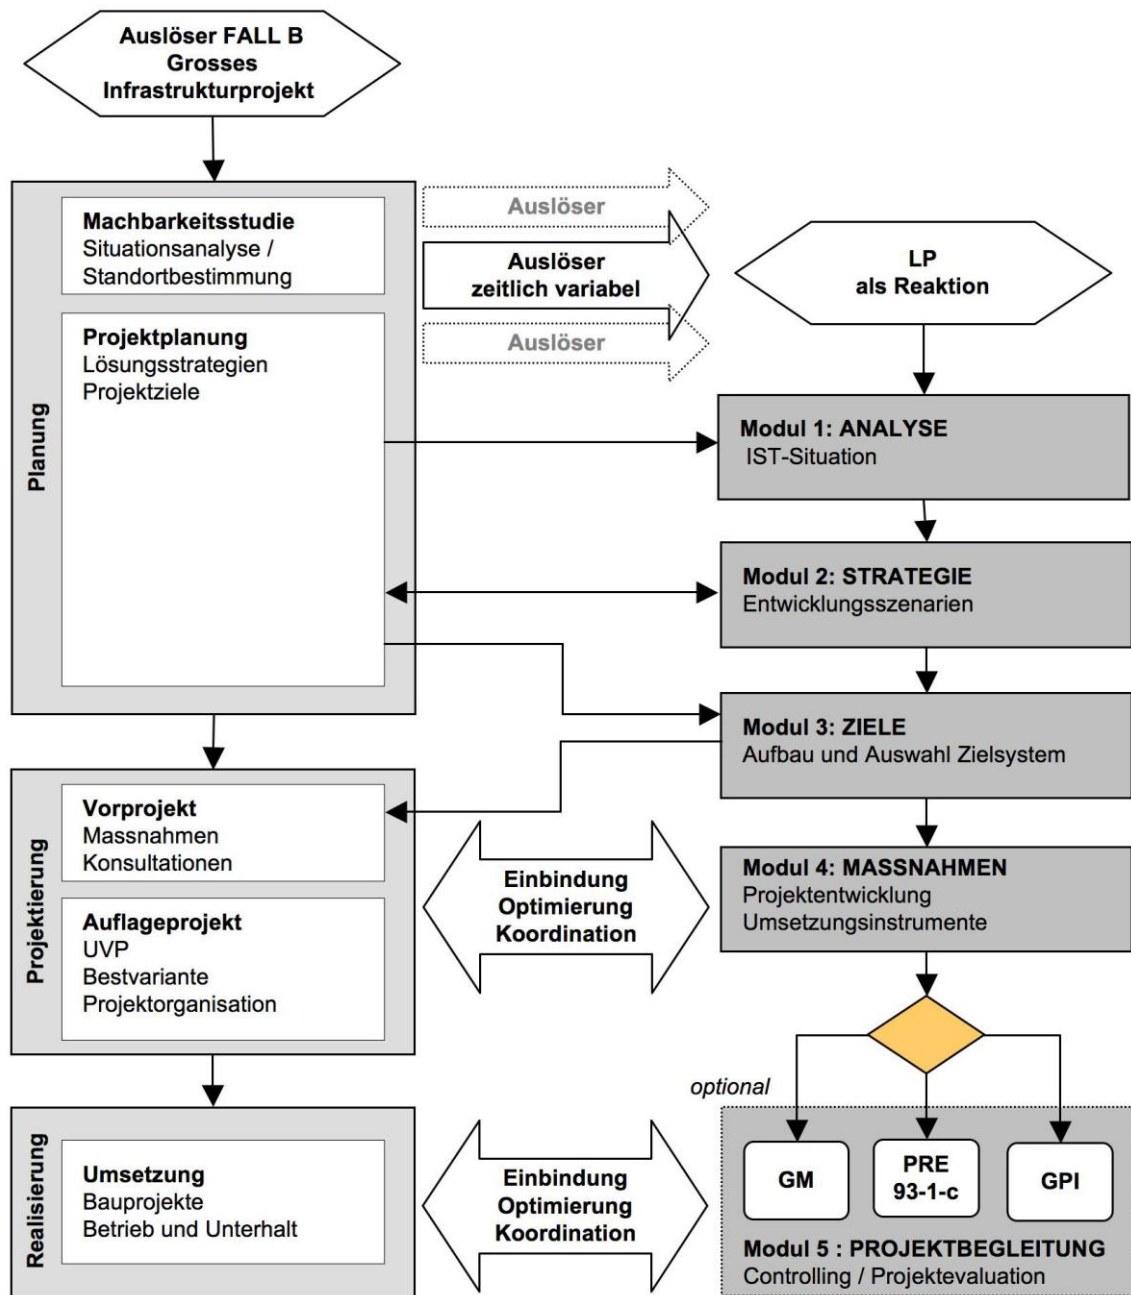 Auslöser FALL B
Grosses
Infrastrukturprojekt
Planung
Machbarkeitsstudie
Situationsanalyse /
Standortbestimmung
Projektplanung
Lösungsstrategien
Projektziele
Auslöser
Auslöser
zeitlich variabel
Auslöser
LP
als Reaktion
Modul 1: ANALYSE
IST-Situation
Modul 2: STRATEGIE
Entwicklungsszenarien
Modul 3: ZIELE
Aufbau und Auswahl Zielsystem
Projektierung
Vorprojekt
Massnahmen
Konsultationen
Auflageprojekt
UVP
Bestvariante
Projektorganisation
Einbindung
Optimierung
Koordination
Modul 4: MASSNAHMEN
Projektentwicklung
Umsetzungsinstrumente
optional
Realisierung
Umsetzung
Bauprojekte
Betrieb und Unterhalt
Einbindung
Optimierung
Koordination
GM
PRE
93-1-c
GPI
Modul 5 : PROJEKTBEGLEITUNG
Controlling / Projektevaluation